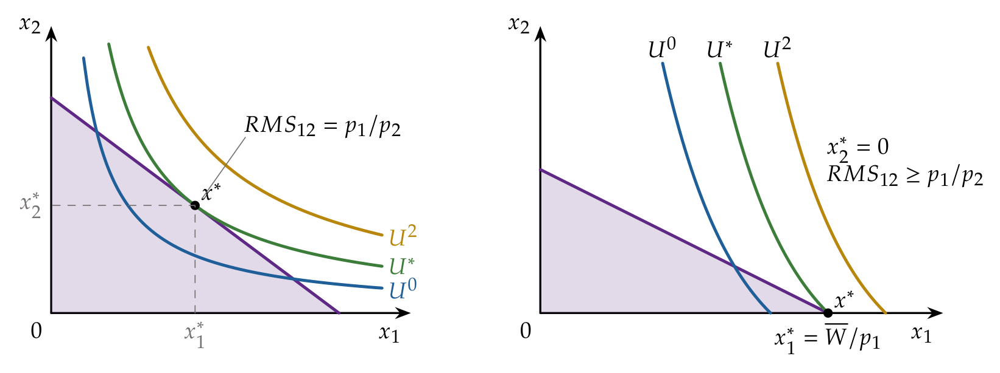 x₂
RMS₁₂ = p₁/p₂
x*
x₂*
U²
U*
U⁰
0
x₁*
x₁
x₂
U⁰
U*
U²
x₂* = 0
RMS₁₂ ≥ p₁/p₂
x*
0
x₁* = W̅/p₁
x₁